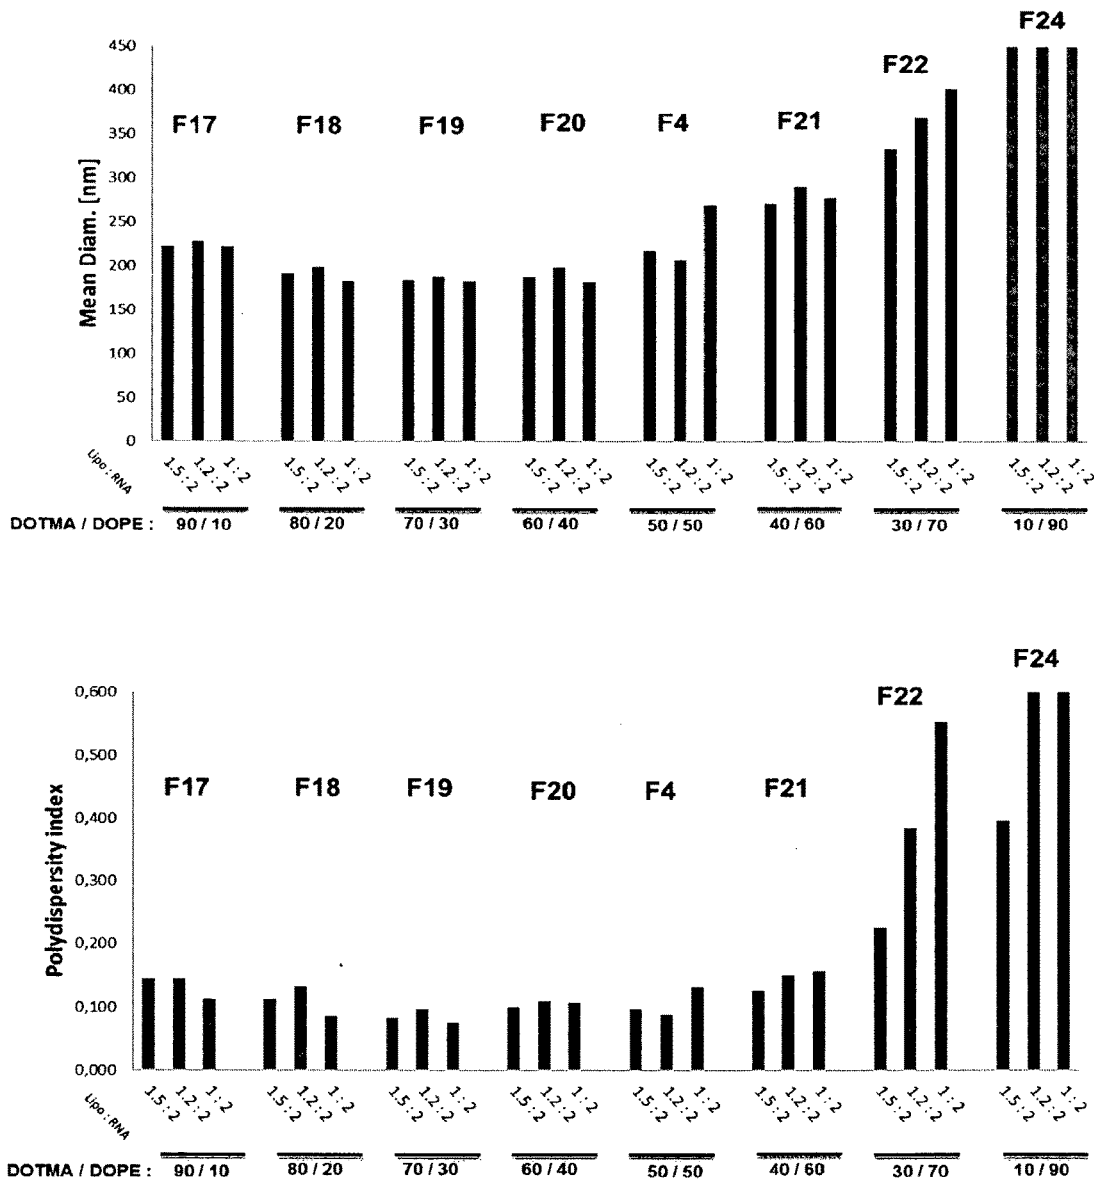 F24
450
F22
400
F17 F18 F19 F20 F4 F21
350
300
250
200
150
100
50
0
Mean Diam. [nm]
Lipo : RNA 1.5 : 2 1.2 : 2 1 : 2 1.5 : 2 1.2 : 2 1 : 2 1.5 : 2 1.2 : 2 1 : 2 1.5 : 2 1.2 : 2 1 : 2 1.5 : 2 1.2 : 2 1 : 2 1.5 : 2 1.2 : 2 1 : 2 1.5 : 2 1.2 : 2 1 : 2 1.5 : 2 1.2 : 2 1 : 2
DOTMA / DOPE : 90 / 10 80 / 20 70 / 30 60 / 40 50 / 50 40 / 60 30 / 70 10 / 90
F24
0,600
F22
0,500
F17 F18 F19 F20 F4 F21
0,400
0,300
0,200
0,100
0,000
Polydispersity index
Lipo : RNA 1.5 : 2 1.2 : 2 1 : 2 1.5 : 2 1.2 : 2 1 : 2 1.5 : 2 1.2 : 2 1 : 2 1.5 : 2 1.2 : 2 1 : 2 1.5 : 2 1.2 : 2 1 : 2 1.5 : 2 1.2 : 2 1 : 2 1.5 : 2 1.2 : 2 1 : 2 1.5 : 2 1.2 : 2 1 : 2
DOTMA / DOPE : 90 / 10 80 / 20 70 / 30 60 / 40 50 / 50 40 / 60 30 / 70 10 / 90